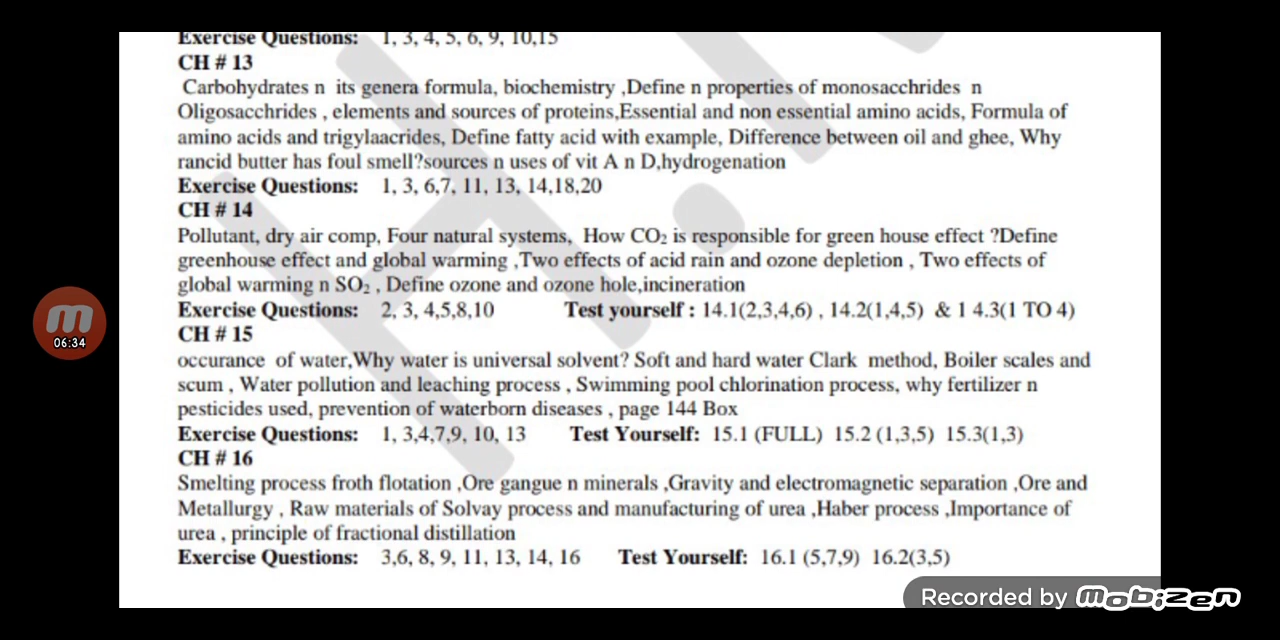 Exercise Questions: 1, 3, 4, 5, 6, 9, 10,15
CH # 13
Carbohydrates n its genera formula, biochemistry ,Define n properties of monosacchrides n
Oligosacchrides , elements and sources of proteins,Essential and non essential amino acids, Formula of
amino acids and trigylaacrides, Define fatty acid with example, Difference between oil and ghee, Why
rancid butter has foul smell?sources n uses of vit A n D,hydrogenation
Exercise Questions: 1, 3, 6,7, 11, 13, 14,18,20
CH # 14
Pollutant, dry air comp, Four natural systems, How CO₂ is responsible for green house effect ?Define
greenhouse effect and global warming ,Two effects of acid rain and ozone depletion , Two effects of
global warming n SO₂ , Define ozone and ozone hole,incineration
Exercise Questions: 2, 3, 4,5,8,10 Test yourself : 14.1(2,3,4,6) , 14.2(1,4,5) & 1 4.3(1 TO 4)
CH # 15
occurance of water,Why water is universal solvent? Soft and hard water Clark method, Boiler scales and
scum , Water pollution and leaching process , Swimming pool chlorination process, why fertilizer n
pesticides used, prevention of waterborn diseases , page 144 Box
Exercise Questions: 1, 3,4,7,9, 10, 13 Test Yourself: 15.1 (FULL) 15.2 (1,3,5) 15.3(1,3)
CH # 16
Smelting process froth flotation ,Ore gangue n minerals ,Gravity and electromagnetic separation ,Ore and
Metallurgy , Raw materials of Solvay process and manufacturing of urea ,Haber process ,Importance of
urea , principle of fractional distillation
Exercise Questions: 3,6, 8, 9, 11, 13, 14, 16 Test Yourself: 16.1 (5,7,9) 16.2(3,5)
06:34
Recorded by Mobizen